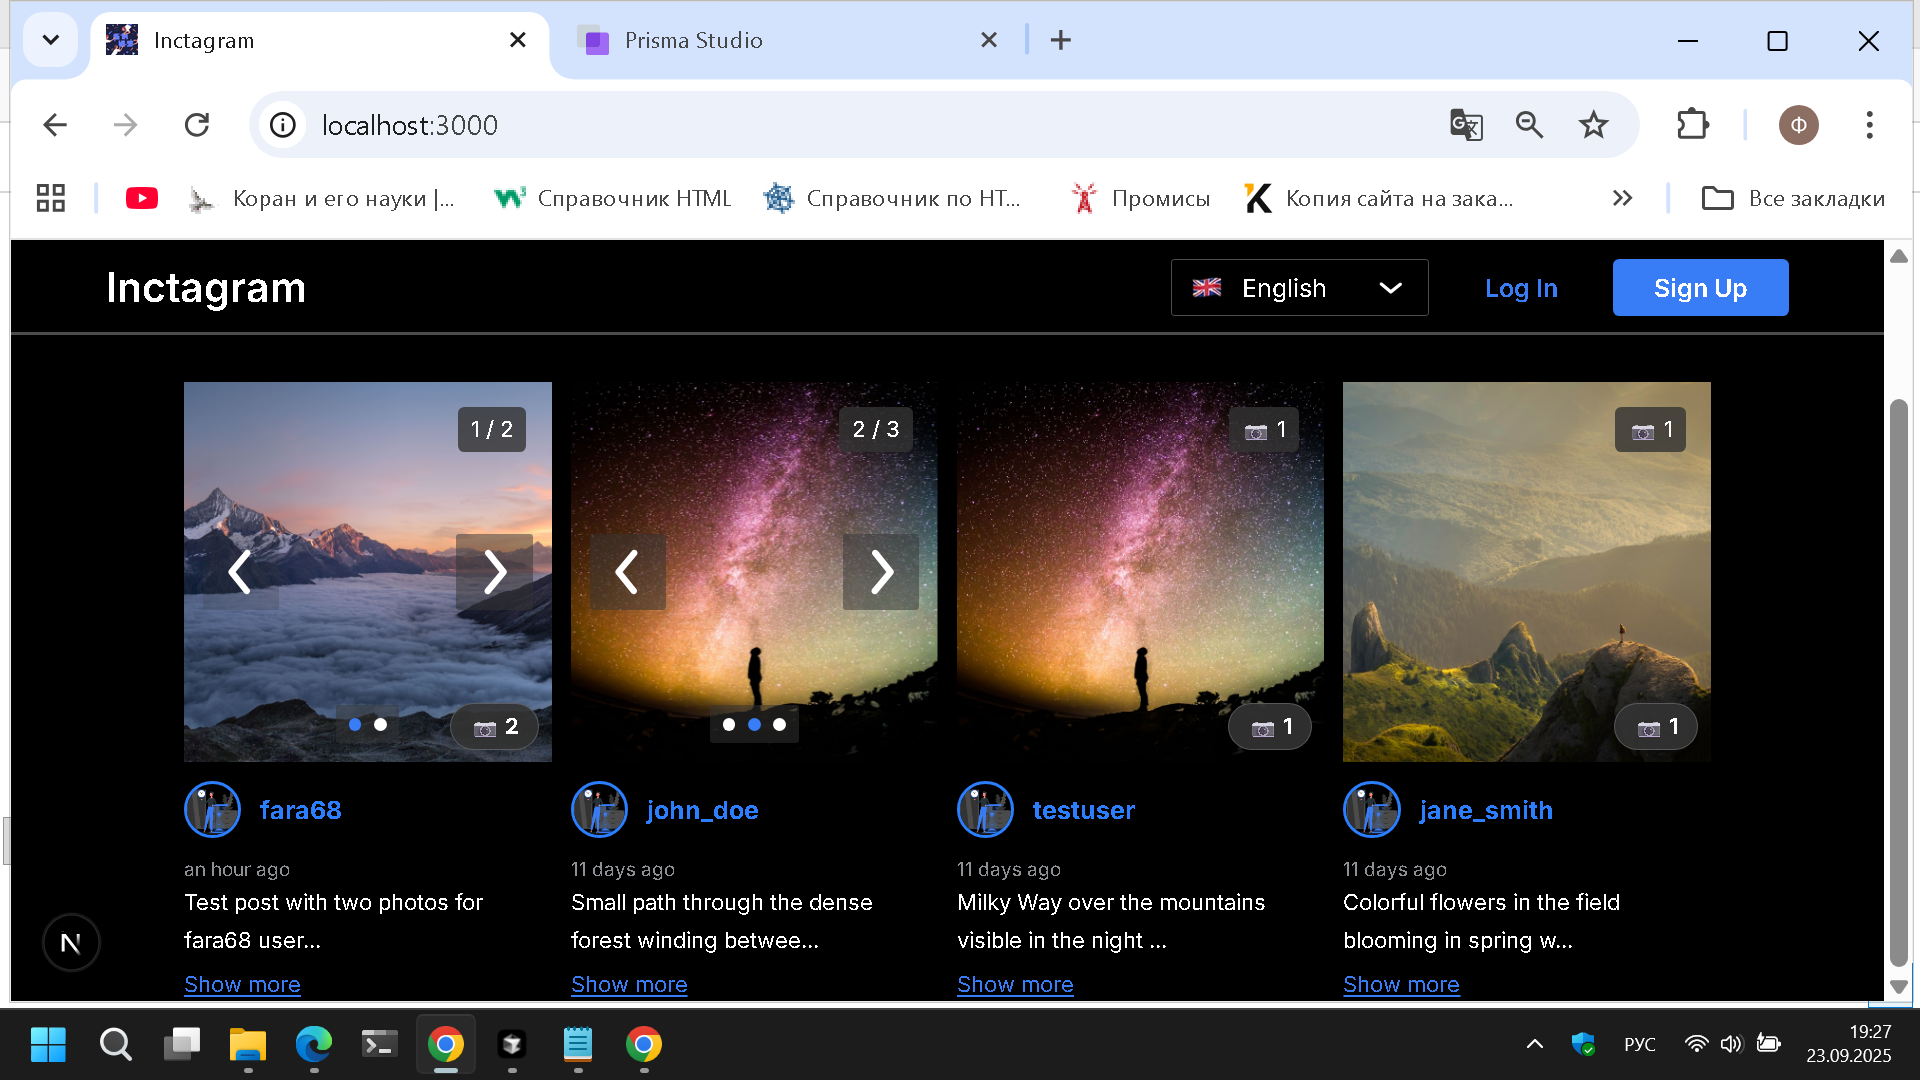 Inctagram
Prisma Studio
localhost:3000
Коран и его науки |...
Справочник HTML
Справочник по HT...
Промисы
Копия сайта на зака...
Все закладки
Ф
Inctagram
English
Log In
Sign Up
1 / 2
2 / 3
1
1
2
1
1
fara68
john_doe
testuser
jane_smith
an hour ago
11 days ago
11 days ago
11 days ago
Test post with two photos for
fara68 user...
Small path through the dense
forest winding betwee...
Milky Way over the mountains
visible in the night ...
Colorful flowers in the field
blooming in spring w...
Show more
Show more
Show more
Show more
N
РУС
19:27
23.09.2025